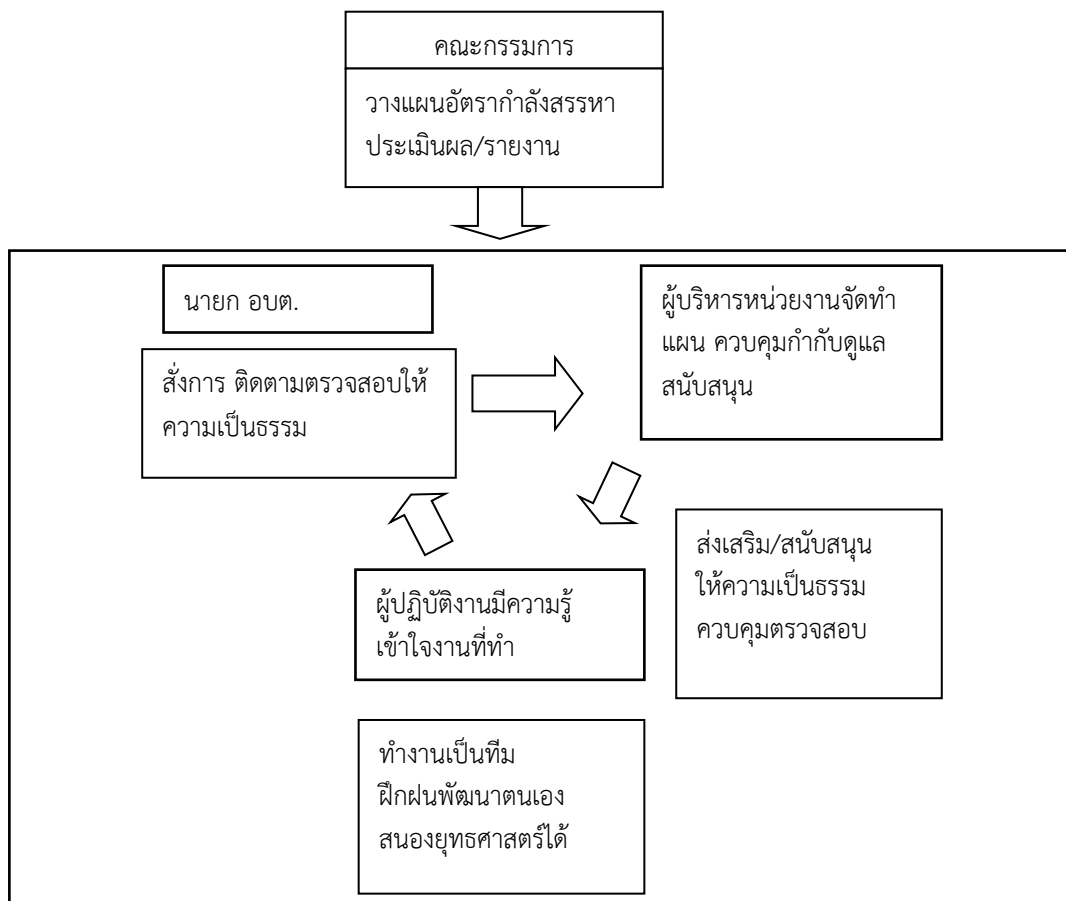 คณะกรรมการ
วางแผนอัตรากำลังสรรหา
ประเมินผล/รายงาน
นายก อบต.
สั่งการ ติดตามตรวจสอบให้
ความเป็นธรรม
ผู้บริหารหน่วยงานจัดทำ
แผน ควบคุมกำกับดูแล
สนับสนุน
ส่งเสริม/สนับสนุน
ให้ความเป็นธรรม
ควบคุมตรวจสอบ
ผู้ปฏิบัติงานมีความรู้
เข้าใจงานที่ทำ
ทำงานเป็นทีม
ฝึกฝนพัฒนาตนเอง
สนองยุทธศาสตร์ได้